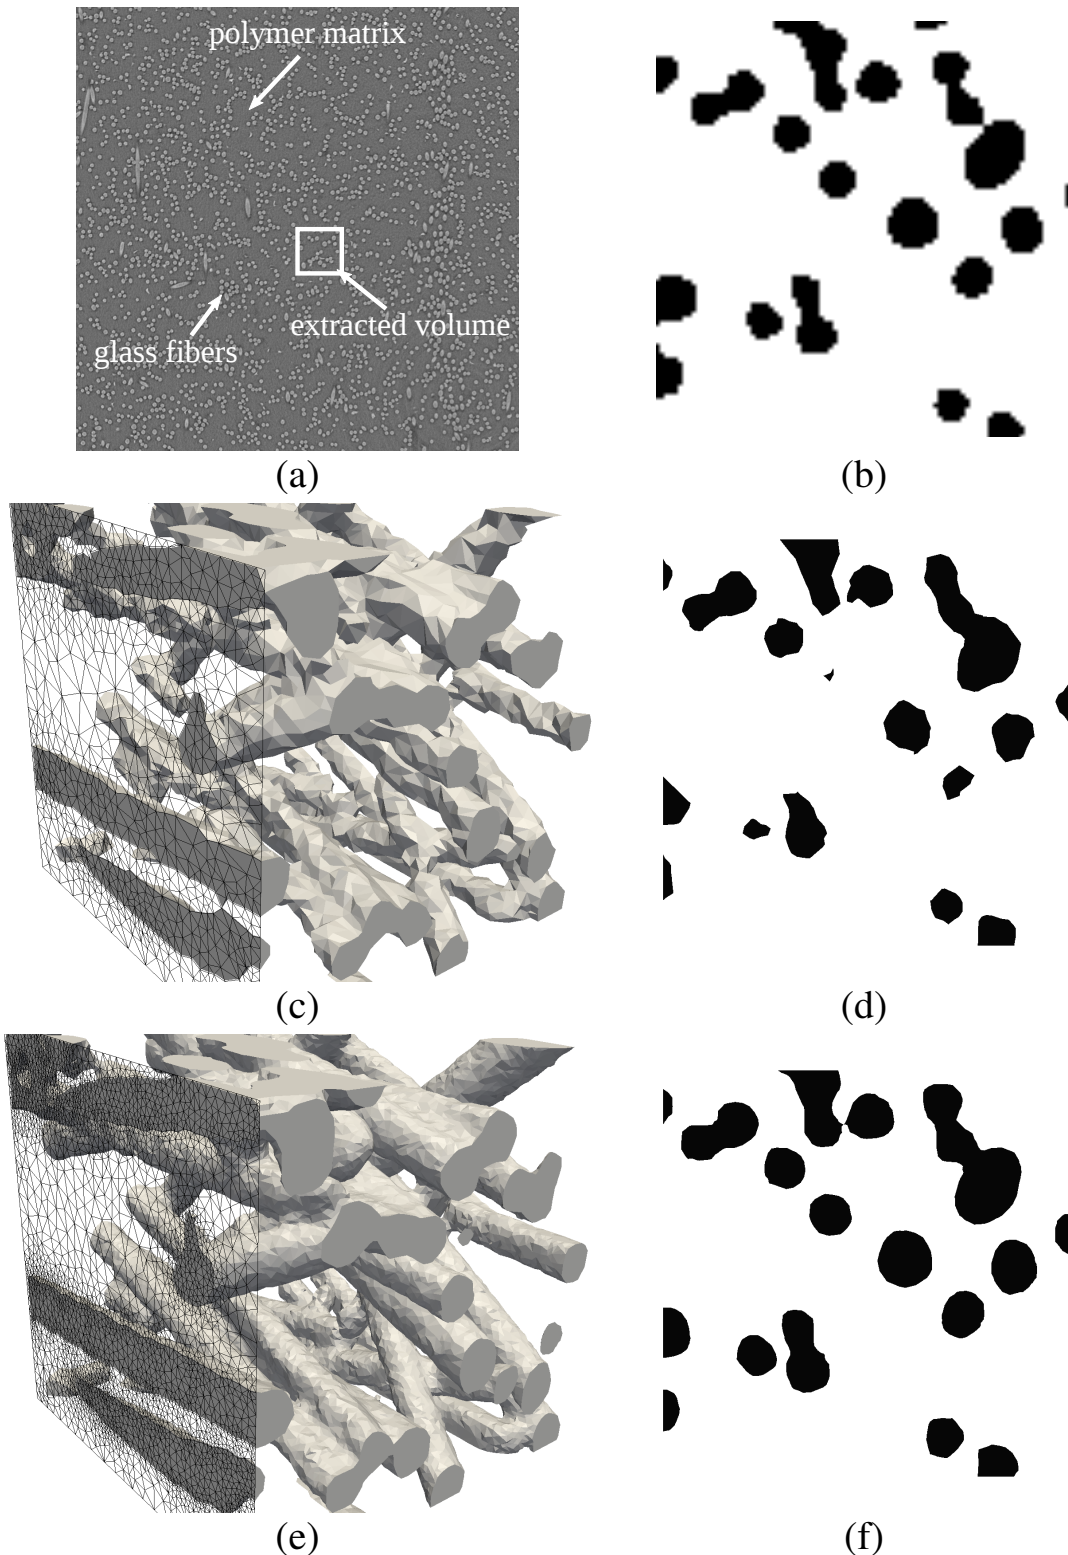 polymer matrix
extracted volume
glass fibers
(a)
(b)
(c)
(d)
(e)
(f)